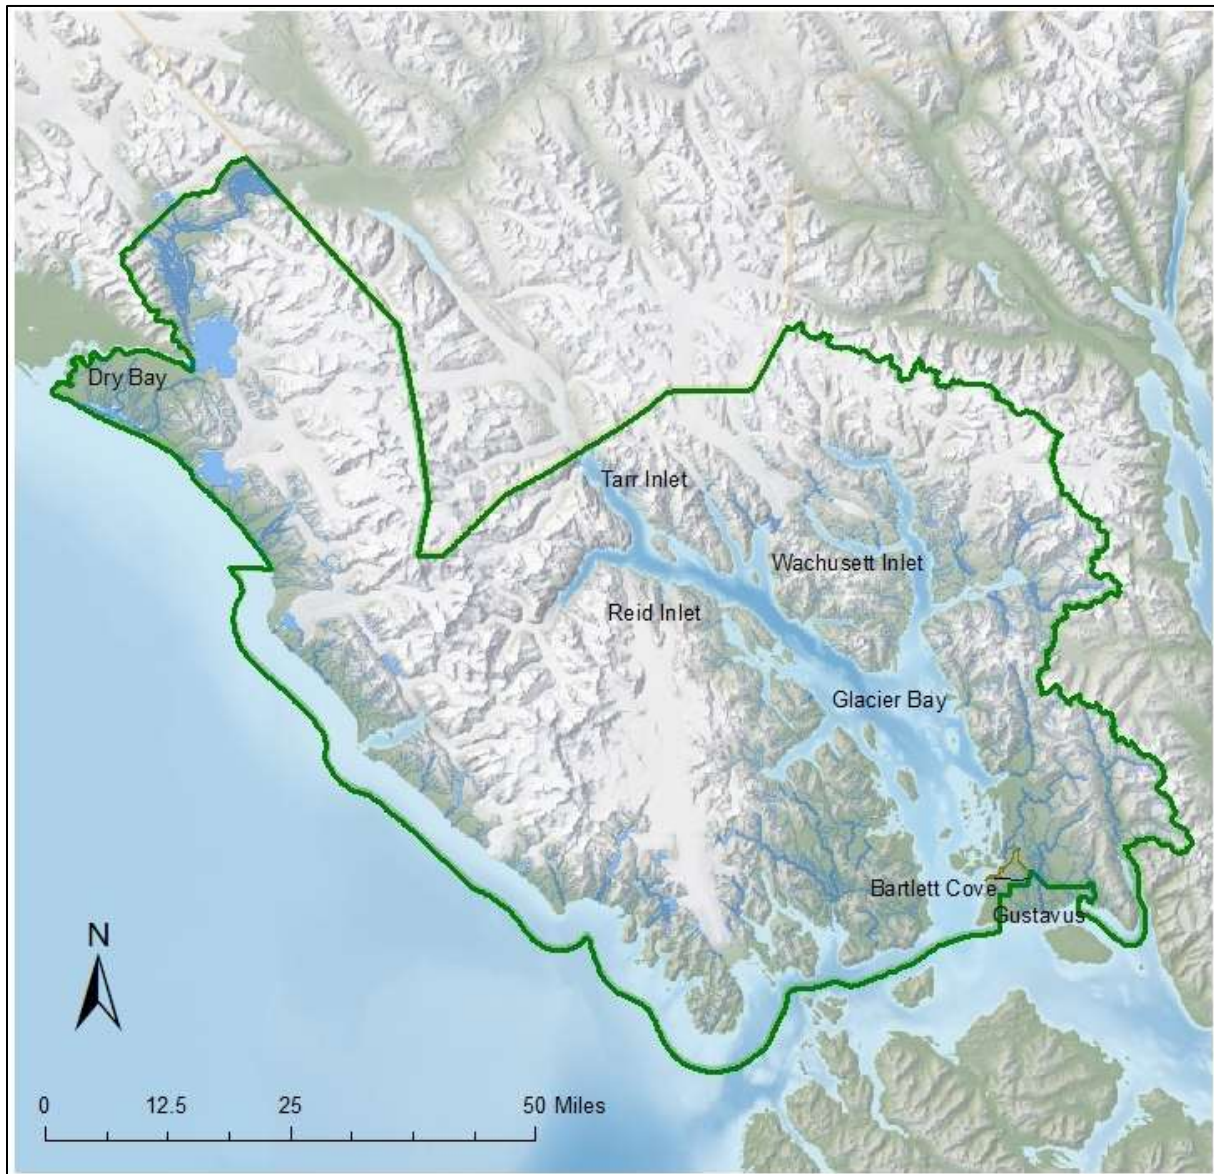 Dry Bay
Tarr Inlet
Wachusett Inlet
Reid Inlet
Glacier Bay
Bartlett Cove
Gustavus
N
0 12.5 25 50 Miles